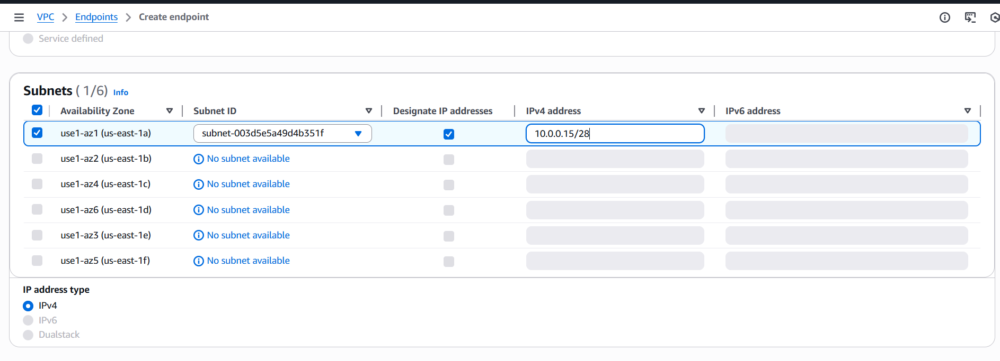 VPC > Endpoints > Create endpoint
Service defined
Subnets ( 1/6) Info
Availability Zone Subnet ID Designate IP addresses IPv4 address IPv6 address
use1-az1 (us-east-1a) subnet-003d5e5a49d4b351f 10.0.0.15/28
use1-az2 (us-east-1b) No subnet available
use1-az4 (us-east-1c) No subnet available
use1-az6 (us-east-1d) No subnet available
use1-az3 (us-east-1e) No subnet available
use1-az5 (us-east-1f) No subnet available
IP address type
IPv4
IPv6
Dualstack